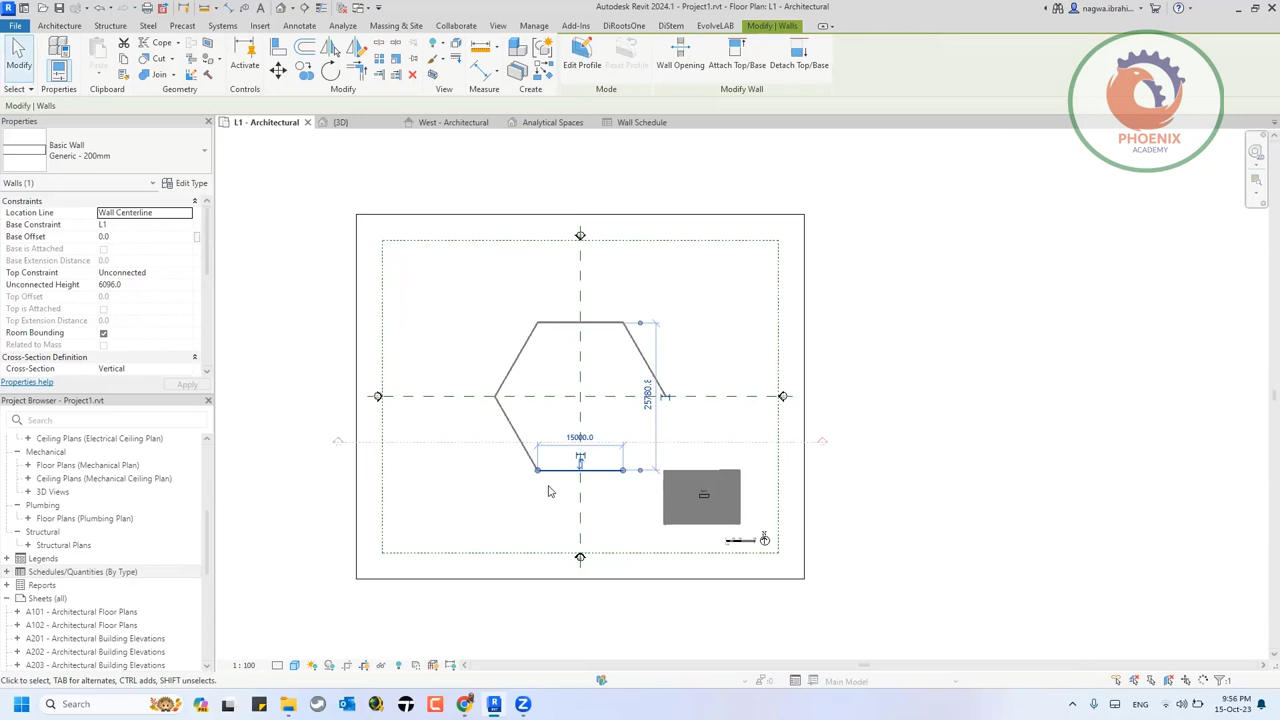 Autodesk Revit 2024.1 - Project1.rvt - Floor Plan: L1 - Architectural
nagwa.ibrahi...
File Architecture Structure Steel Precast Systems Insert Annotate Analyze Massing & Site Collaborate View Manage Add-Ins DiRootsOne DiStem EvolveLAB Modify | Walls
Modify
Paste
Cope
Cut
Join
Activate
Edit Profile
Reset Profile
Wall Opening
Attach Top/Base
Detach Top/Base
Select Properties Clipboard Geometry Controls Modify View Measure Create Mode Modify Wall
Modify | Walls
PHOENIX
ACADEMY
Properties
L1 - Architectural
{3D}
West - Architectural
Analytical Spaces
Wall Schedule
Basic Wall
Generic - 200mm
Walls (1)
Edit Type
Constraints
Location Line Wall Centerline
Base Constraint L1
Base Offset 0.0
Base is Attached
Base Extension Distance 0.0
Top Constraint Unconnected
Unconnected Height 6096.0
Top Offset 0.0
Top is Attached
Top Extension Distance 0.0
Room Bounding
Related to Mass
Cross-Section Definition
Cross-Section Vertical
Properties help
Apply
15000.0
Project Browser - Project1.rvt
Search
Ceiling Plans (Electrical Ceiling Plan)
Mechanical
Floor Plans (Mechanical Plan)
Ceiling Plans (Mechanical Ceiling Plan)
3D Views
Plumbing
Floor Plans (Plumbing Plan)
Structural
Structural Plans
Legends
Schedules/Quantities (By Type)
Reports
Sheets (all)
A101 - Architectural Floor Plans
A102 - Architectural Floor Plans
A201 - Architectural Building Elevations
A202 - Architectural Building Elevations
A203 - Architectural Building Elevations
1 : 100
Click to select, TAB for alternates, CTRL adds, SHIFT unselects.
:0
Main Model
:1
Search
ENG
9:56 PM
15-Oct-23